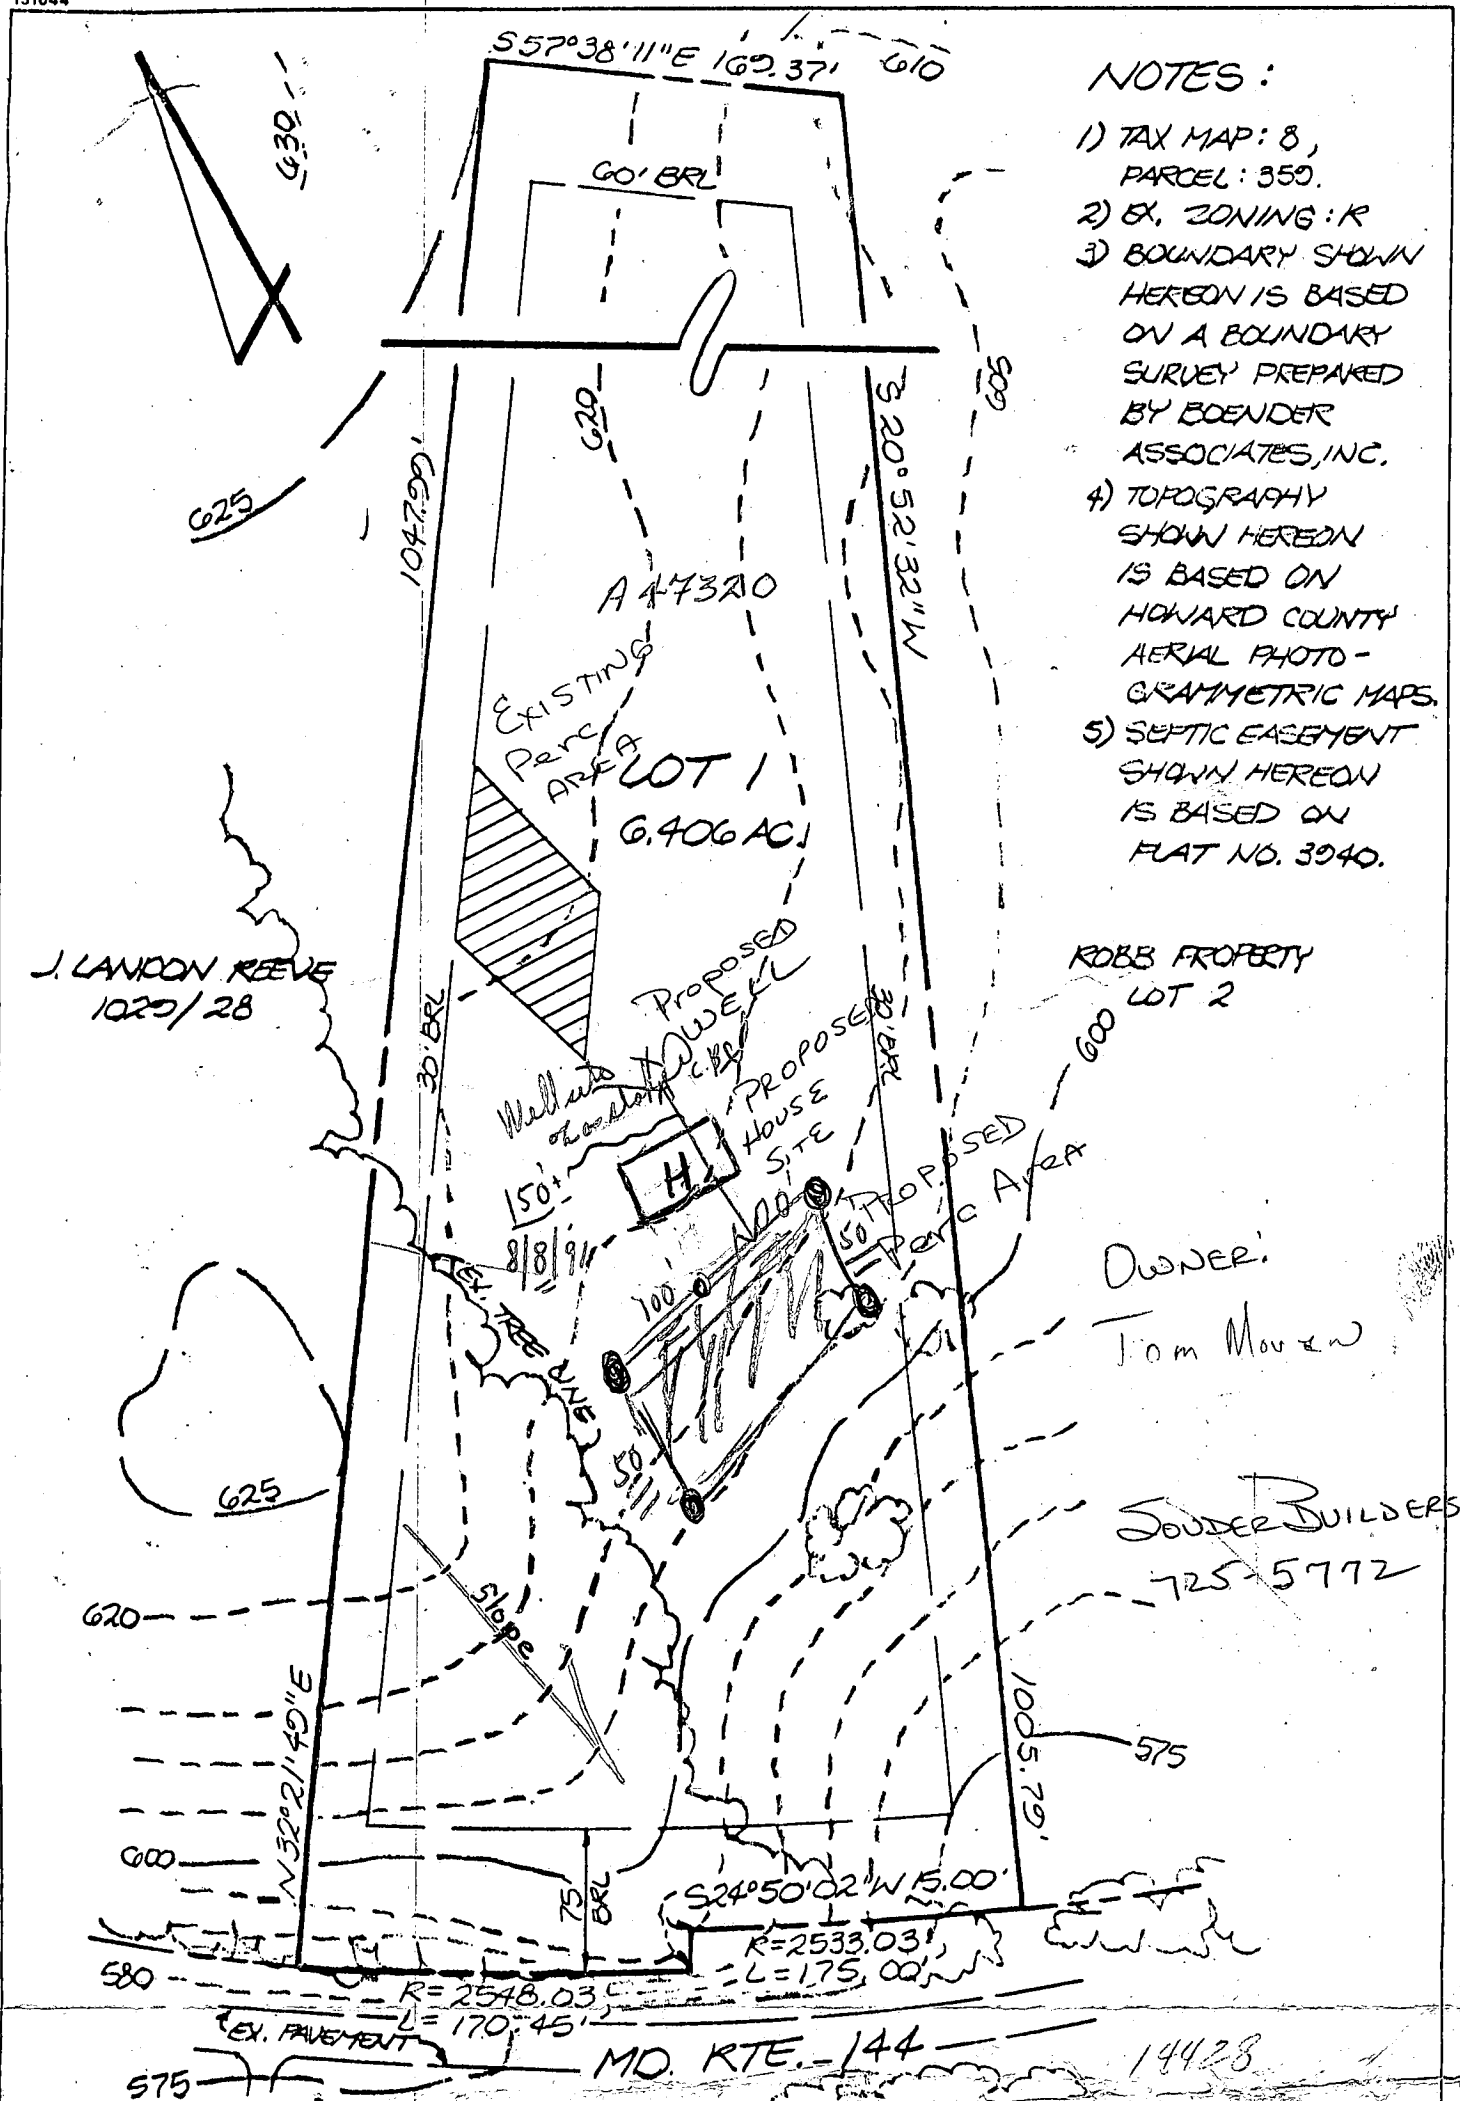 S57°38'11"E 169.37'
610
630
60' BRL
NOTES:
1) TAX MAP: 8,
PARCEL: 359.
2) EX. ZONING: R
3) BOUNDARY SHOWN
HEREON IS BASED
ON A BOUNDARY
SURVEY PREPARED
BY BOENDER
ASSOCIATES, INC.
4) TOPOGRAPHY
SHOWN HEREON
IS BASED ON
HOWARD COUNTY
AERIAL PHOTO-
GRAMMETRIC MAPS.
5) SEPTIC EASEMENT
SHOWN HEREON
IS BASED ON
PLAT NO. 3940.
620
605
625
1047.99'
S20°52'32"W
A47320
EXISTING
Perc
AREA
LOT 1
6.406 AC.
J. LANDON REEVE
1029/28
ROBB PROPERTY
LOT 2
30' BRL
30' BRL
Proposed
WELL
Well site
PROPOSED
HOUSE
SITE
H
150'+
8/8/91
600
PROPOSED
Perc Area
100'
100'
50'
50'
EX. TREE LINE
OWNER:
Tom Moven
625
SOUDER BUILDERS
725-5772
620
Slope
N32°21'49"E
1005.79'
575
600
75'
BRL
S24°50'02"W 15.00'
R=2533.03'
L=175.00'
580
R=2548.03'
L=170.45'
EX. PAVEMENT
MD. RTE. 144
14428
575